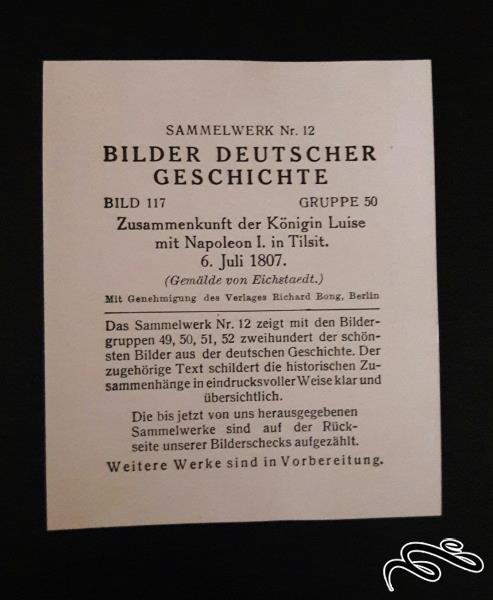 SAMMELWERK Nr. 12
BILDER DEUTSCHER
GESCHICHTE
BILD 117 GRUPPE 50
Zusammenkunft der Königin Luise
mit Napoleon I. in Tilsit.
6. Juli 1807.
(Gemälde von Eichstaedt.)
Mit Genehmigung des Verlages Richard Bong, Berlin
Das Sammelwerk Nr. 12 zeigt mit den Bilder-
gruppen 49, 50, 51, 52 zweihundert der schön-
sten Bilder aus der deutschen Geschichte. Der
zugehörige Text schildert die historischen Zu-
sammenhänge in eindrucksvoller Weise klar und
übersichtlich.
Die bis jetzt von uns herausgegebenen
Sammelwerke sind auf der Rück-
seite unserer Bilderschecks aufgezählt.
Weitere Werke sind in Vorbereitung.